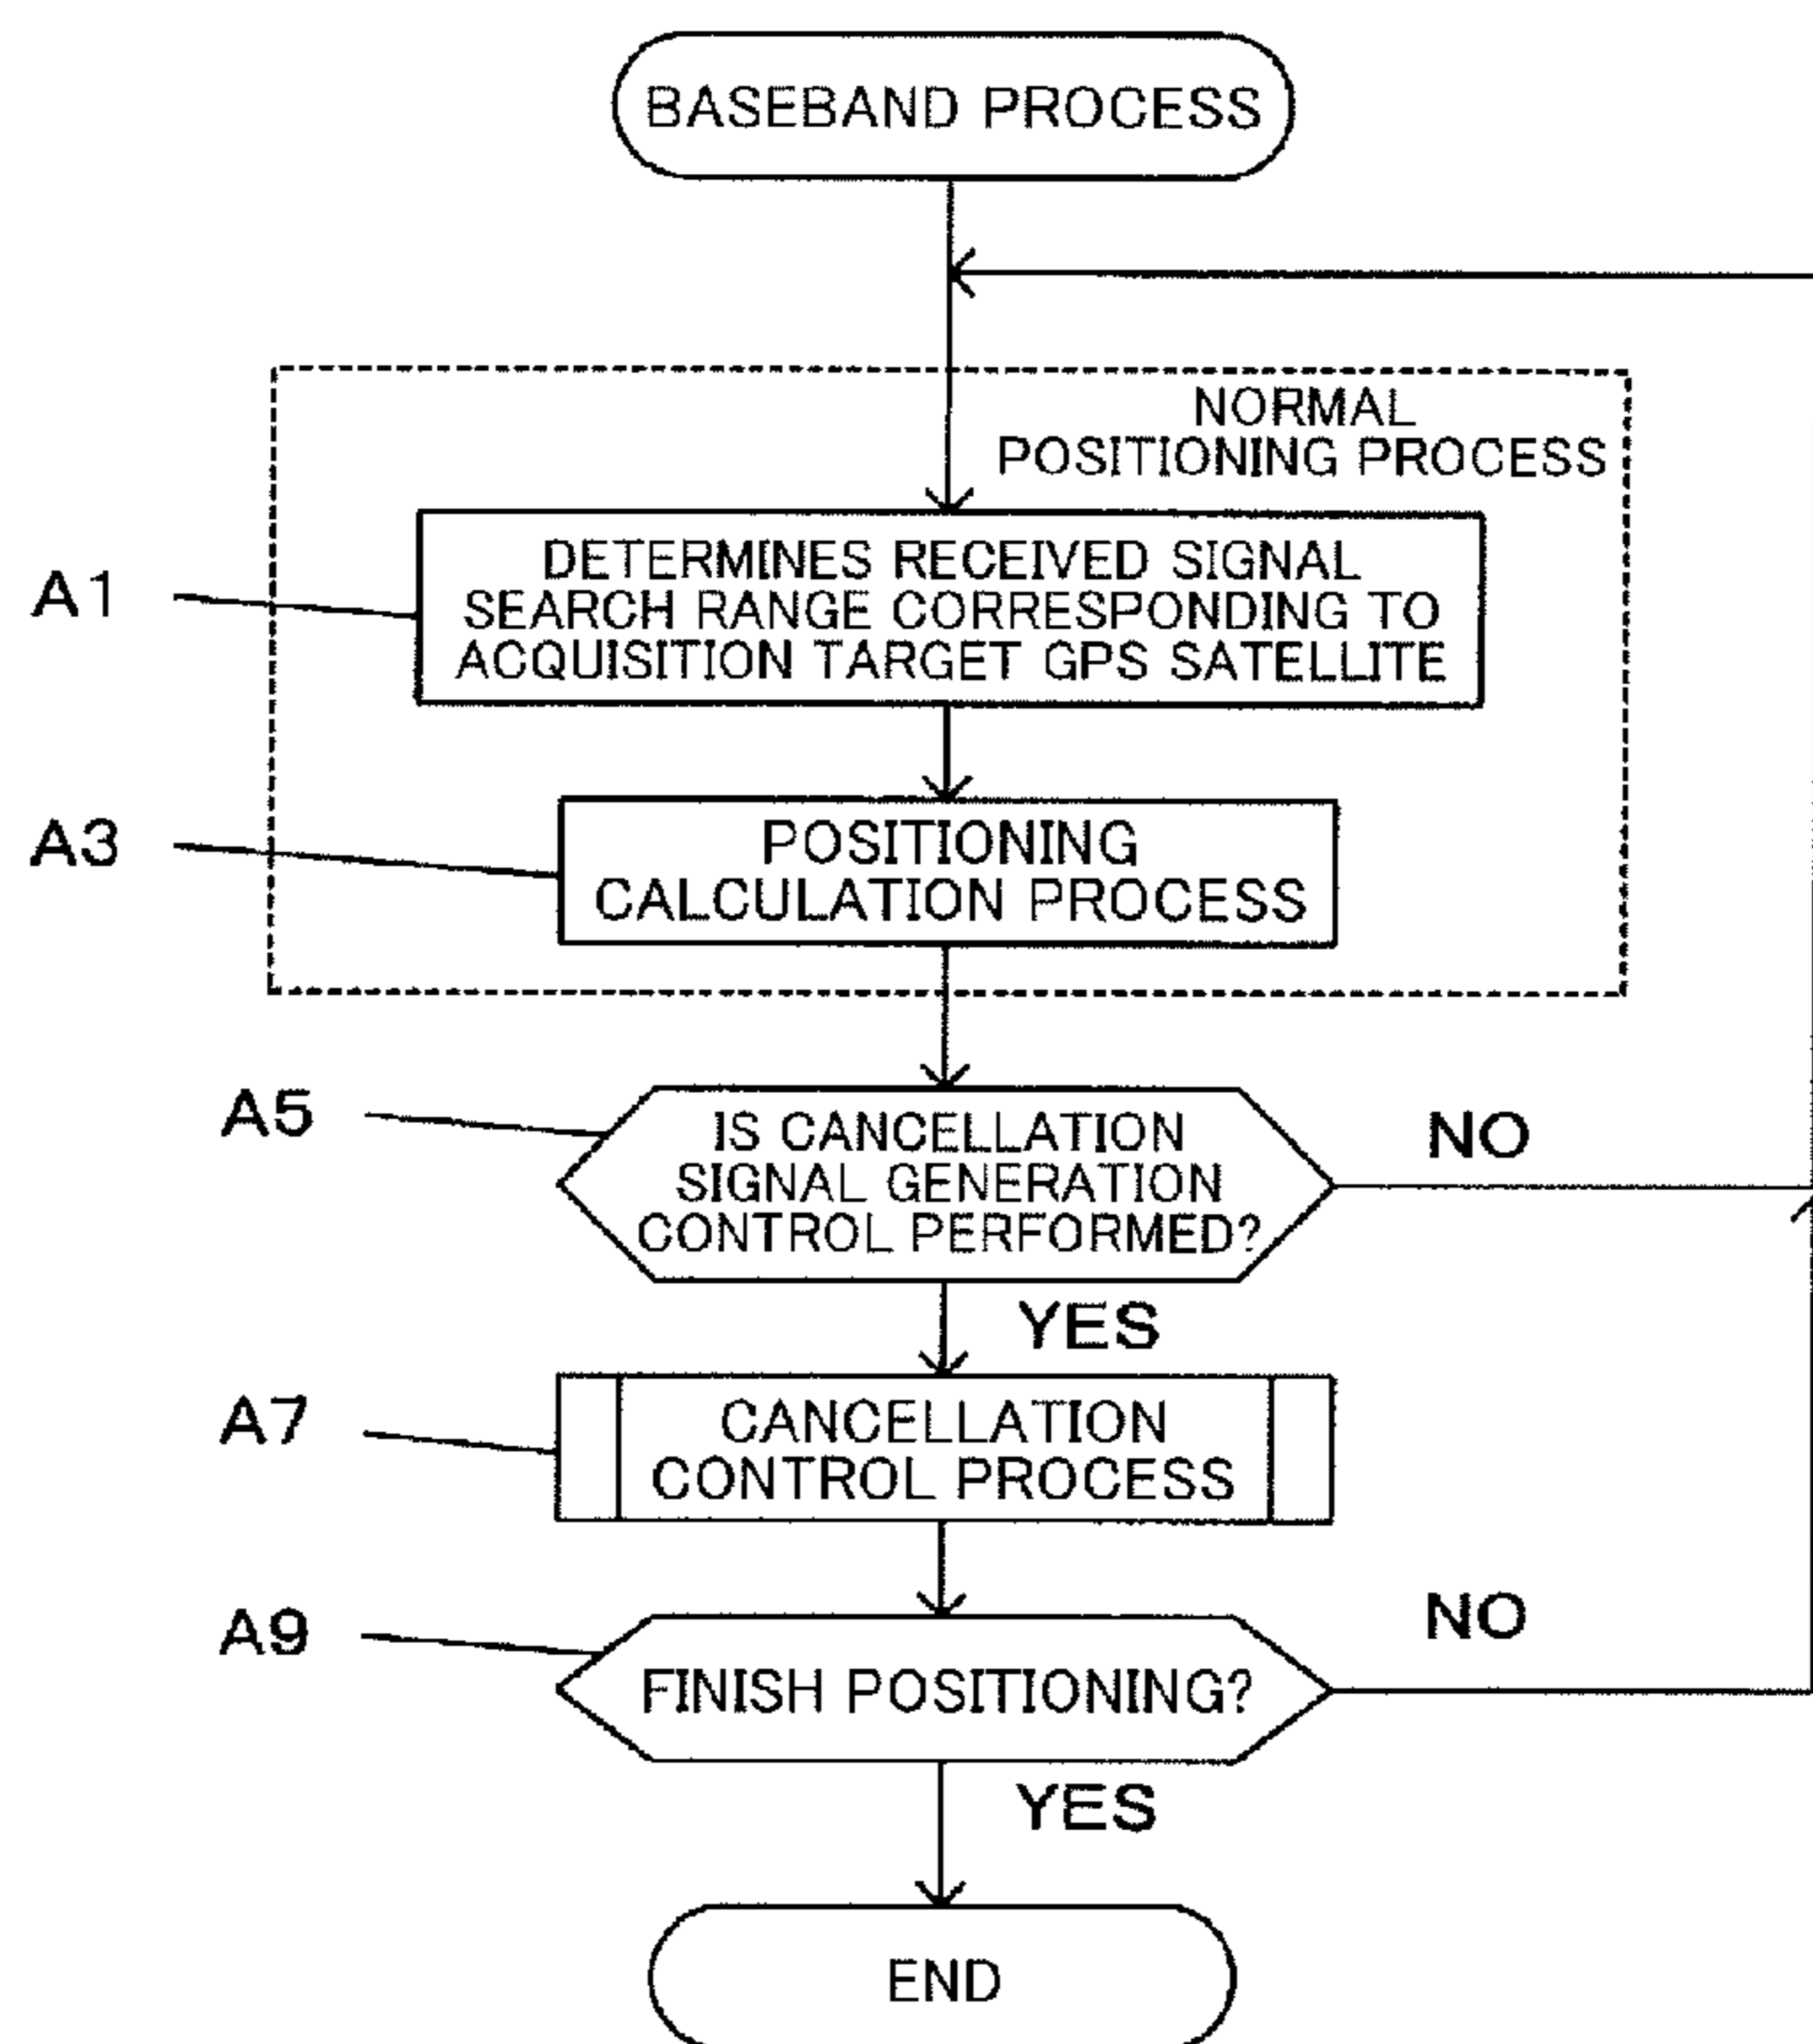 BASEBAND PROCESS
NORMAL
POSITIONING PROCESS
A1
DETERMINES RECEIVED SIGNAL
SEARCH RANGE CORRESPONDING TO
ACQUISITION TARGET GPS SATELLITE
A3
POSITIONING
CALCULATION PROCESS
A5
IS CANCELLATION
SIGNAL GENERATION
CONTROL PERFORMED?
NO
YES
A7
CANCELLATION
CONTROL PROCESS
A9
FINISH POSITIONING?
NO
YES
END